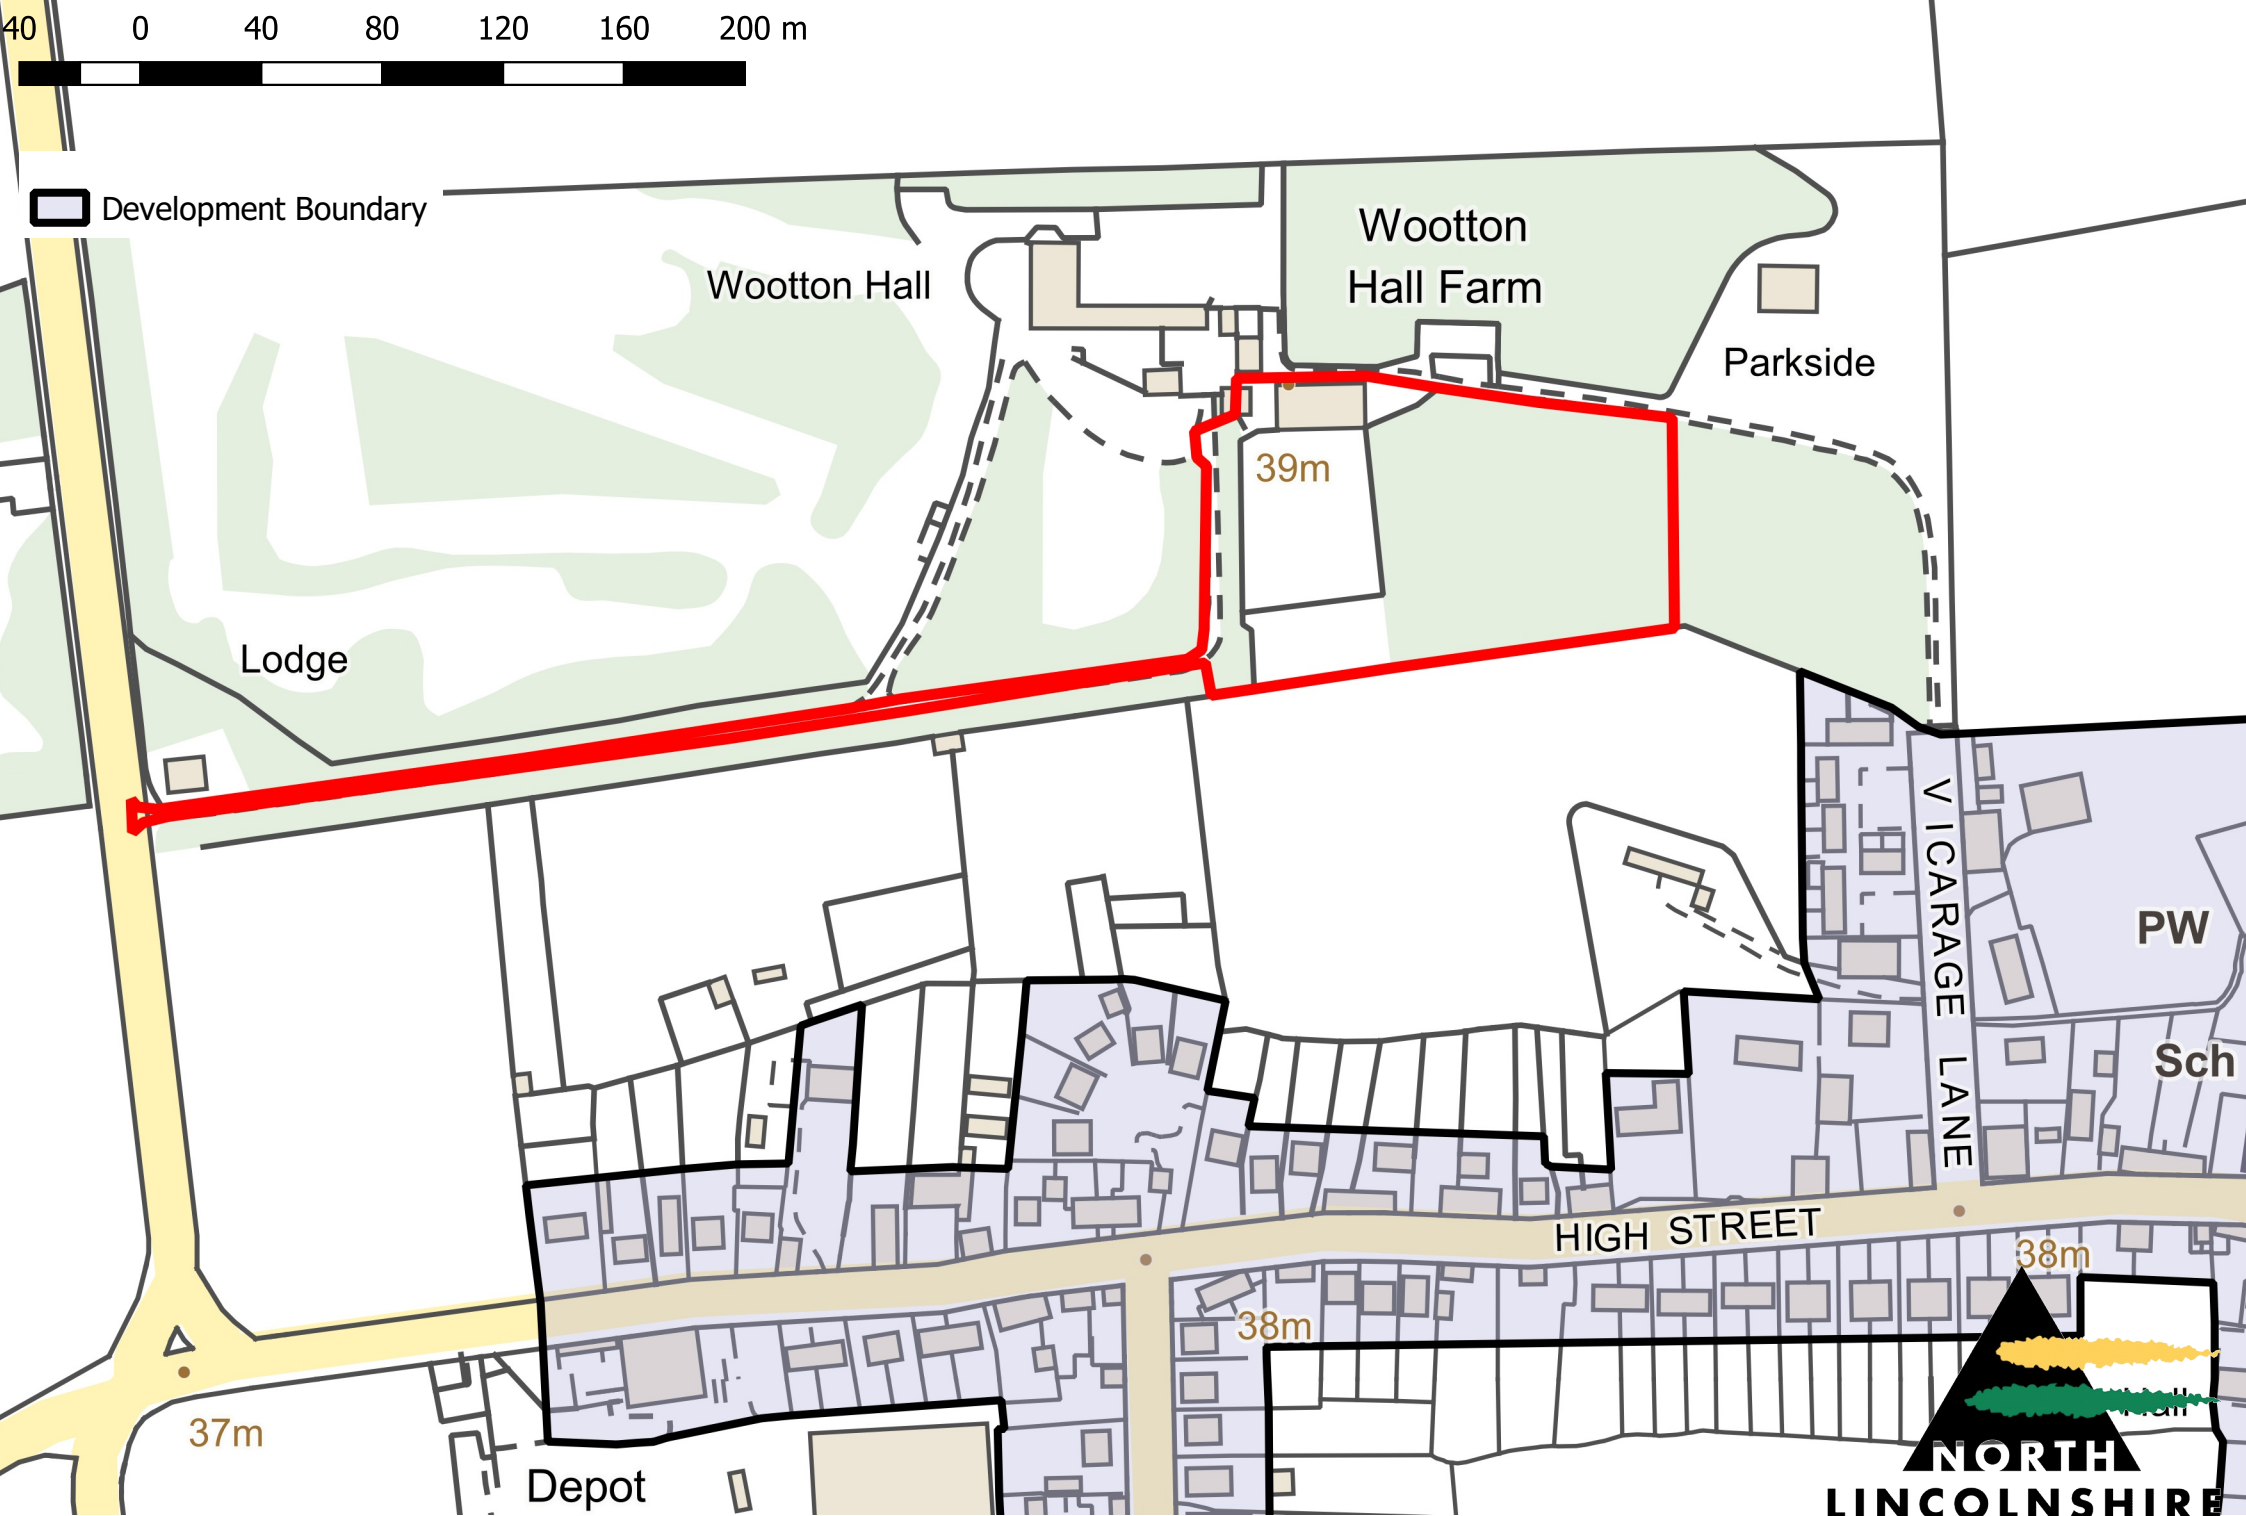 40 0 40 80 120 160 200 m
Development Boundary
Wootton
Hall Farm
Wootton Hall
Parkside
39m
Lodge
VICARAGE LANE
PW
Sch
HIGH STREET
38m
38m
37m
Depot
NORTH
LINCOLNSHIRE